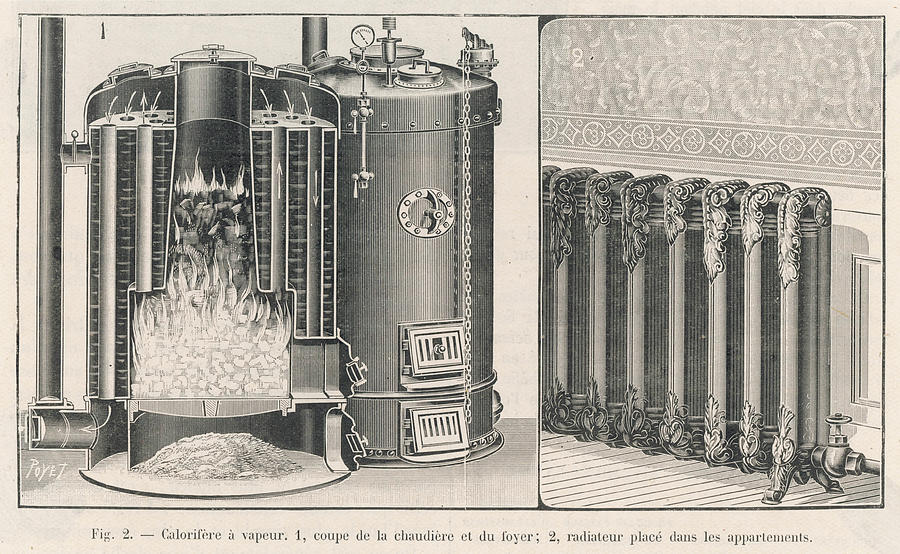 1
2
POYET
Fig. 2. — Calorifère à vapeur. 1, coupe de la chaudière et du foyer; 2, radiateur placé dans les appartements.